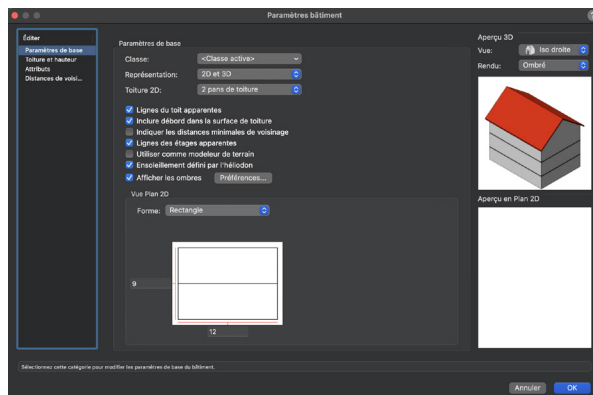 Paramètres bâtiment
Éditer
Paramètres de base
Toiture et hauteur
Attributs
Distances de voisi...
Paramètres de base
Classe: <Classe active>
Représentation: 2D et 3D
Toiture 2D: 2 pans de toiture
Lignes du toit apparentes
Inclure débord dans la surface de toiture
Indiquer les distances minimales de voisinage
Lignes des étages apparentes
Utiliser comme modeleur de terrain
Ensoleillement défini par l'héliodon
Afficher les ombres Préférences...
Vue Plan 2D
Forme: Rectangle
9
12
Aperçu 3D
Vue: Iso droite
Rendu: Ombré
Aperçu en Plan 2D
Sélectionnez cette catégorie pour modifier les paramètres de base du bâtiment.
Annuler OK